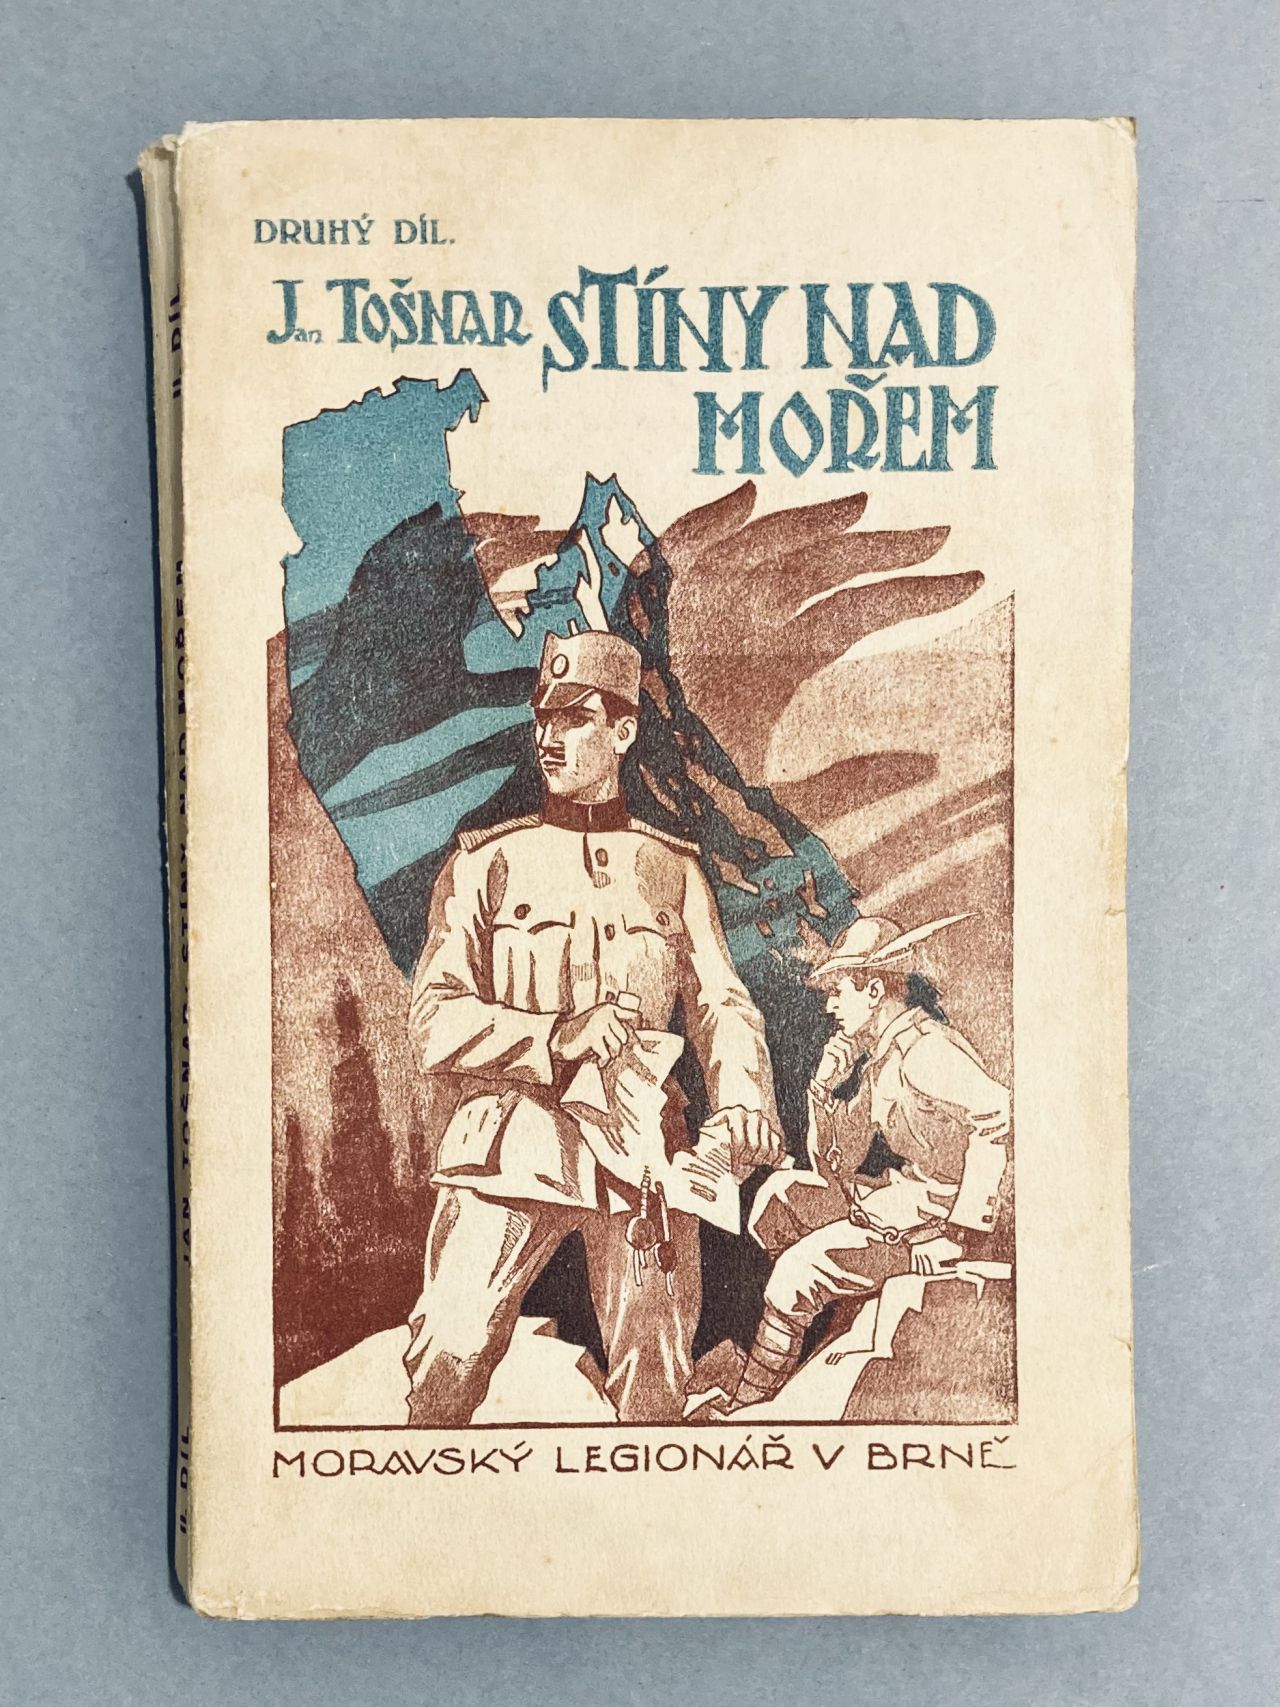 DRUHÝ DÍL.
Jan TOŠNAR STÍNY NAD
MOŘEM
MORAVSKÝ LEGIONÁŘ V BRNĚ
II. DÍL JAN TOŠNAR: STÍNY NAD MOŘEM II. DÍL